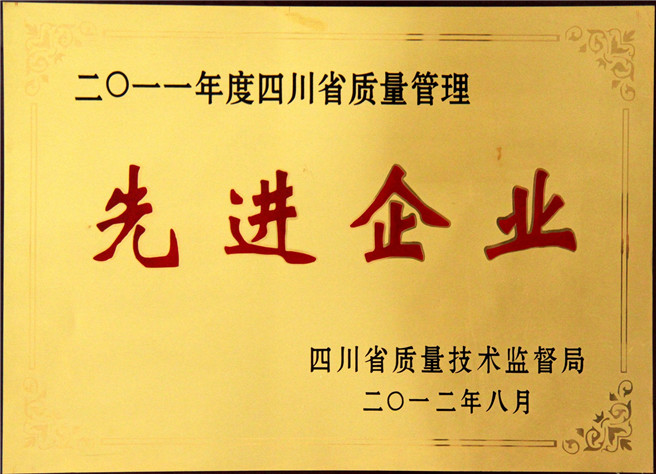 二〇一一年度四川省质量管理
先进企业
四川省质量技术监督局
二〇一二年八月